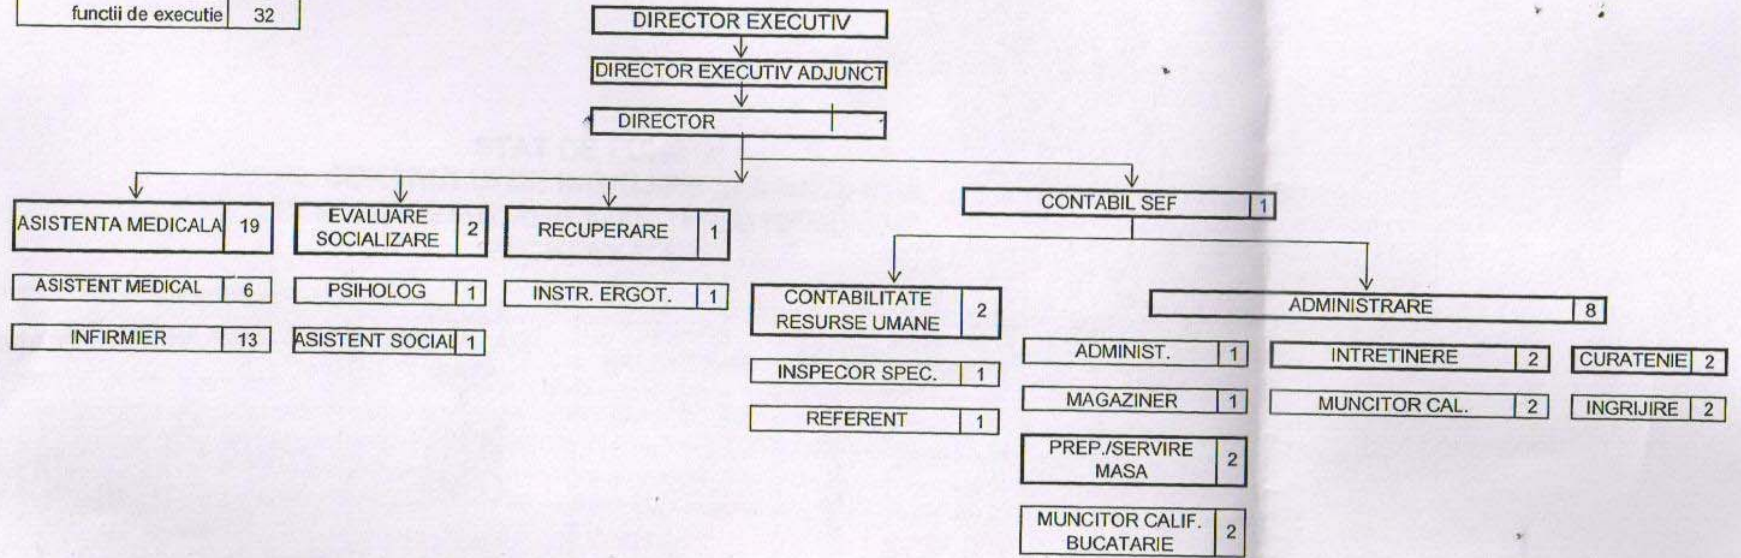 functii de executie 32
DIRECTOR EXECUTIV
DIRECTOR EXECUTIV ADJUNCT
DIRECTOR
ASISTENTA MEDICALA 19
EVALUARE
SOCIALIZARE 2
RECUPERARE 1
CONTABIL SEF 1
ASISTENT MEDICAL 6
PSIHOLOG 1
INSTR. ERGOT. 1
INFIRMIER 13
ASISTENT SOCIAL 1
CONTABILITATE
RESURSE UMANE 2
INSPECOR SPEC. 1
REFERENT 1
ADMINISTRARE 8
ADMINIST. 1
MAGAZINER 1
PREP./SERVIRE
MASA 2
MUNCITOR CALIF.
BUCATARIE 2
INTRETINERE 2
MUNCITOR CAL. 2
CURATENIE 2
INGRIJIRE 2